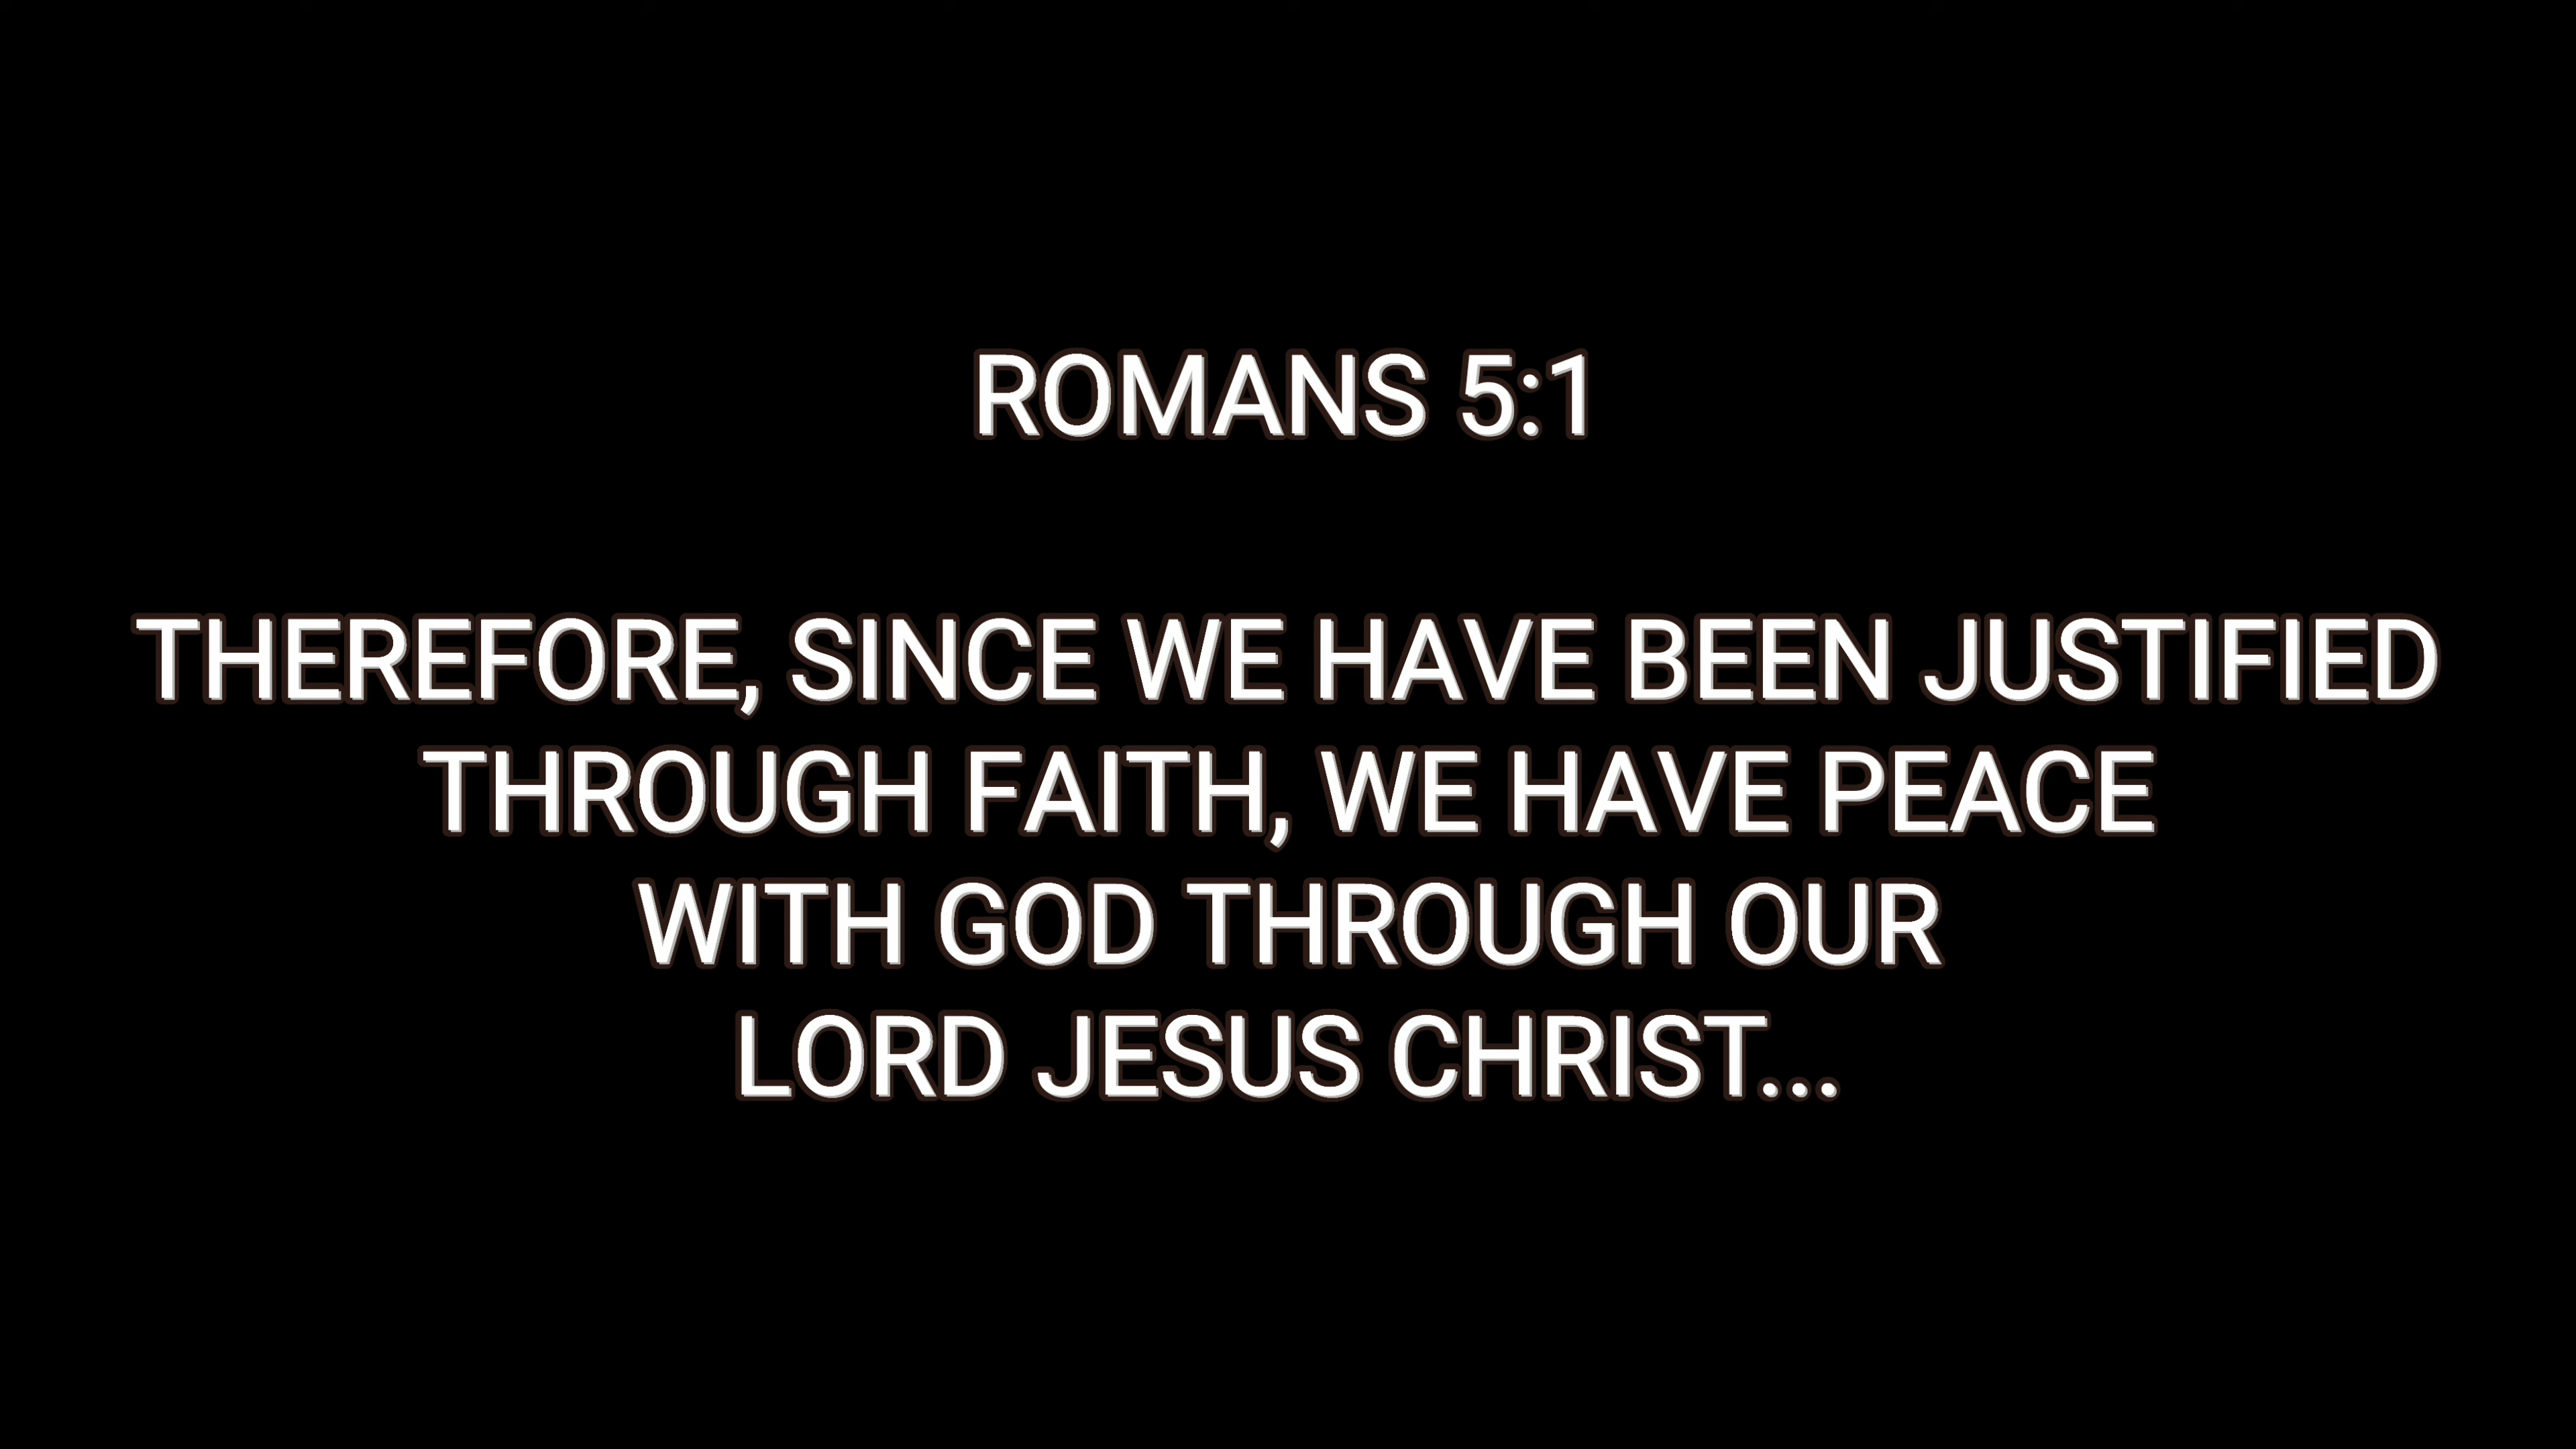 ROMANS 5:1
THEREFORE, SINCE WE HAVE BEEN JUSTIFIED
THROUGH FAITH, WE HAVE PEACE
WITH GOD THROUGH OUR
LORD JESUS CHRIST...